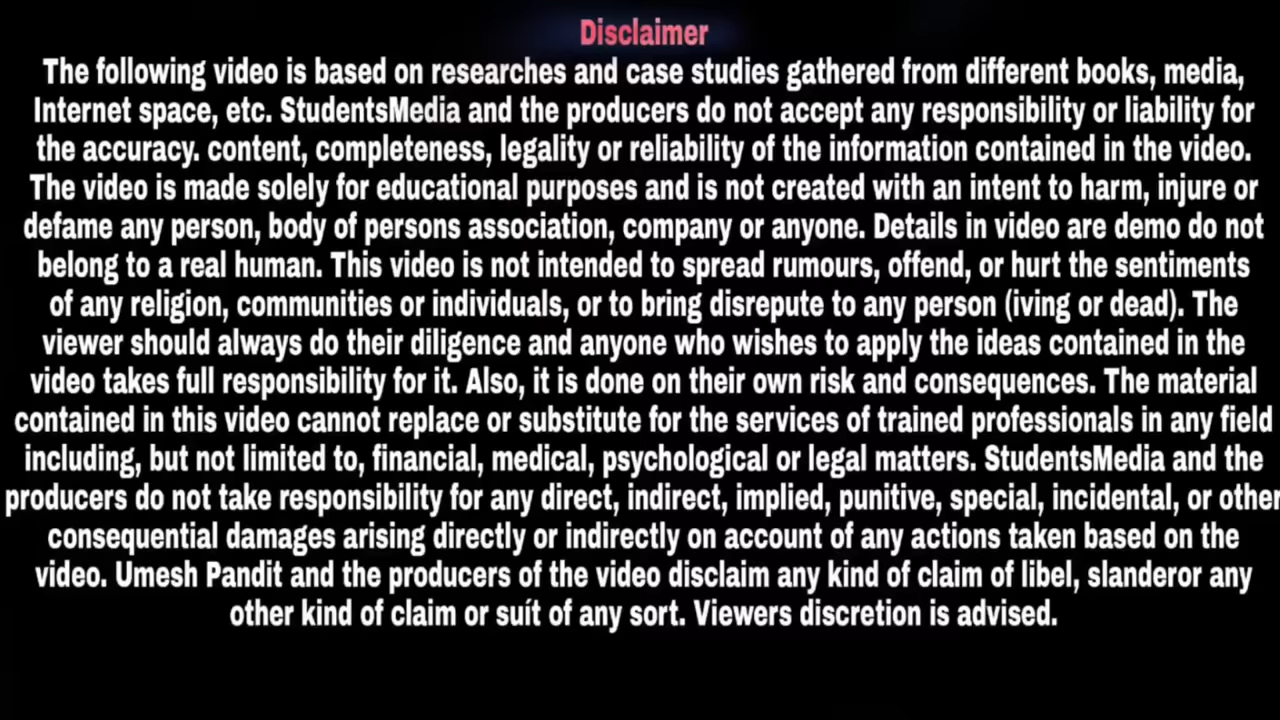 Disclaimer
The following video is based on researches and case studies gathered from different books, media,
Internet space, etc. StudentsMedia and the producers do not accept any responsibility or liability for
the accuracy. content, completeness, legality or reliability of the information contained in the video.
The video is made solely for educational purposes and is not created with an intent to harm, injure or
defame any person, body of persons association, company or anyone. Details in video are demo do not
belong to a real human. This video is not intended to spread rumours, offend, or hurt the sentiments
of any religion, communities or individuals, or to bring disrepute to any person (iving or dead). The
viewer should always do their diligence and anyone who wishes to apply the ideas contained in the
video takes full responsibility for it. Also, it is done on their own risk and consequences. The material
contained in this video cannot replace or substitute for the services of trained professionals in any field
including, but not limited to, financial, medical, psychological or legal matters. StudentsMedia and the
producers do not take responsibility for any direct, indirect, implied, punitive, special, incidental, or other
consequential damages arising directly or indirectly on account of any actions taken based on the
video. Umesh Pandit and the producers of the video disclaim any kind of claim of libel, slanderor any
other kind of claim or suít of any sort. Viewers discretion is advised.